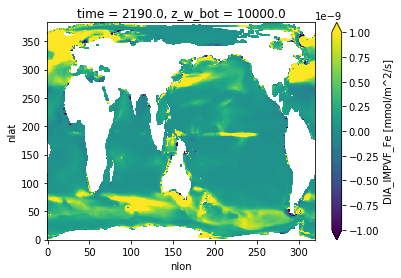 time = 2190.0, z_w_bot = 10000.0
1e−9
350
300
250
200
150
100
50
0
nlat
0 50 100 150 200 250 300
nlon
1.00
0.75
0.50
0.25
0.00
−0.25
−0.50
−0.75
−1.00
DIA_IMPVF_Fe [mmol/m^2/s]